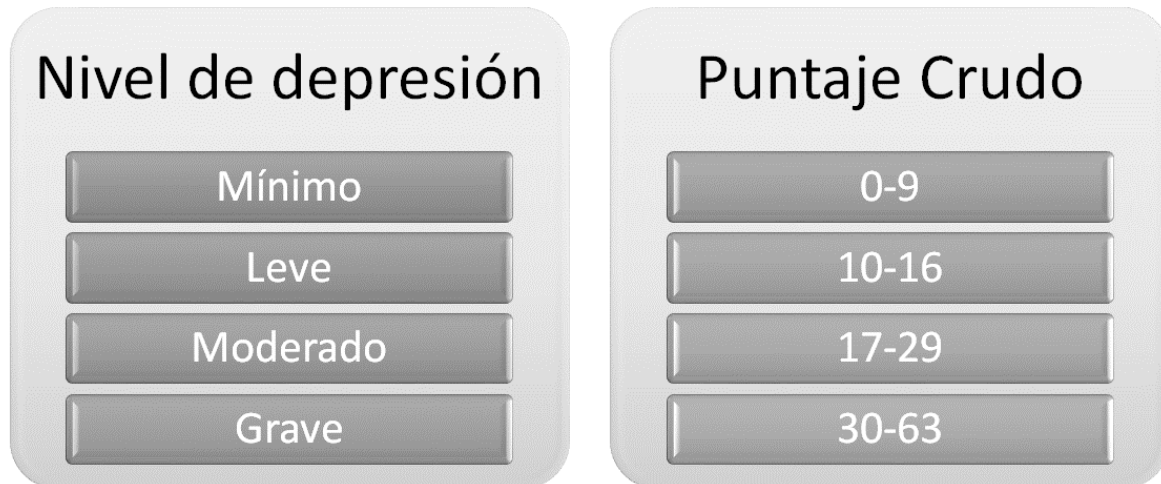 Nivel de depresión
Mínimo
Leve
Moderado
Grave
Puntaje Crudo
0-9
10-16
17-29
30-63